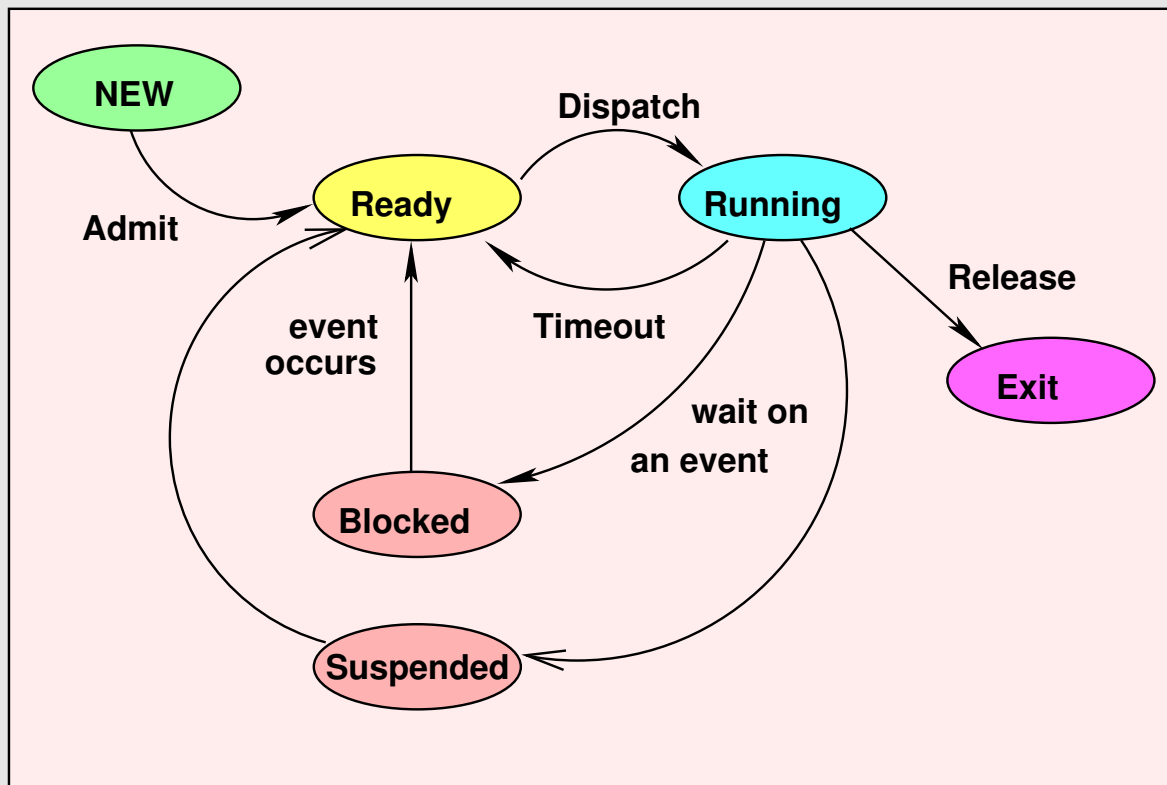 NEW
Dispatch
Ready
Running
Admit
Release
event
occurs
Timeout
Exit
wait on
an event
Blocked
Suspended